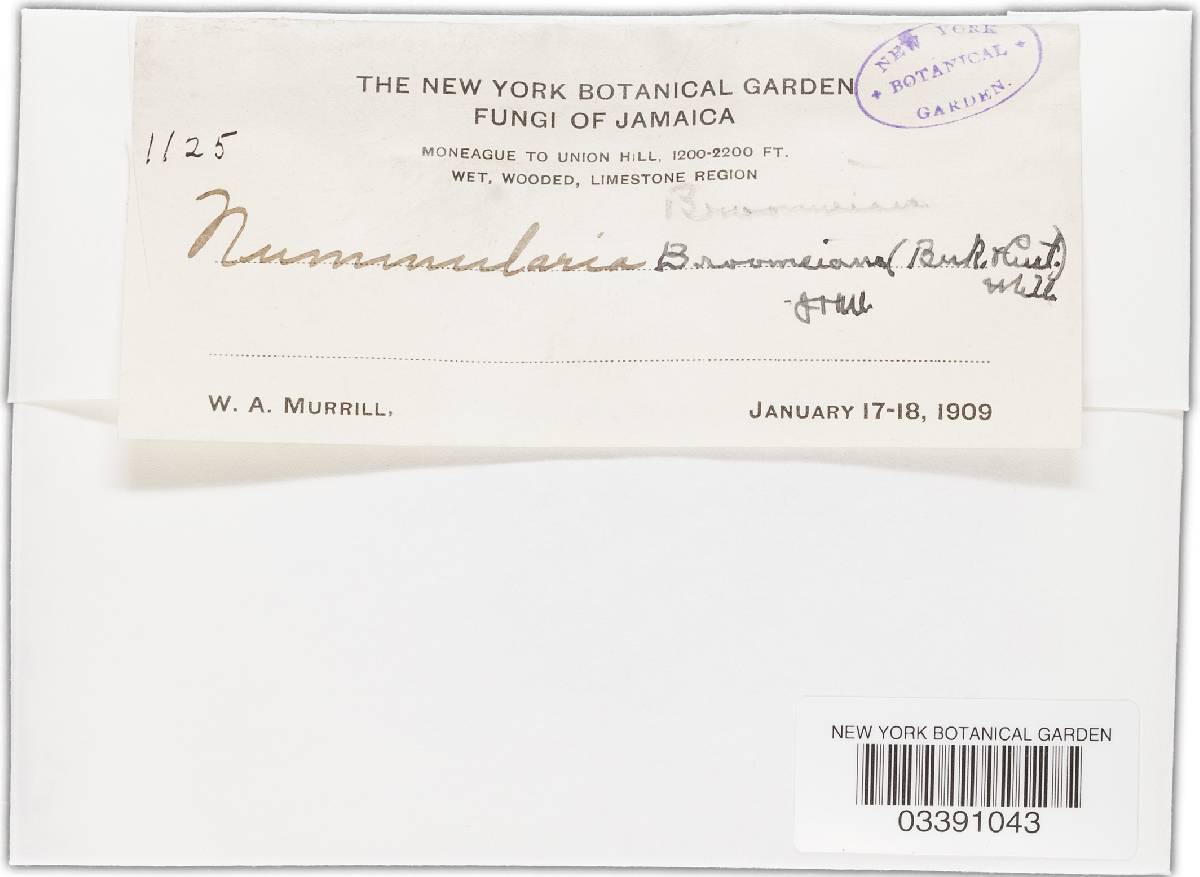 NEW YORK
BOTANICAL
GARDEN.
THE NEW YORK BOTANICAL GARDEN
FUNGI OF JAMAICA
1125
MONEAGUE TO UNION HILL, 1200-2200 FT.
WET, WOODED, LIMESTONE REGION
Broomeiana
Nummularia Broomeiana (Berk. & Curt.)
W. A. MURRILL,
JANUARY 17-18, 1909
NEW YORK BOTANICAL GARDEN
03391043